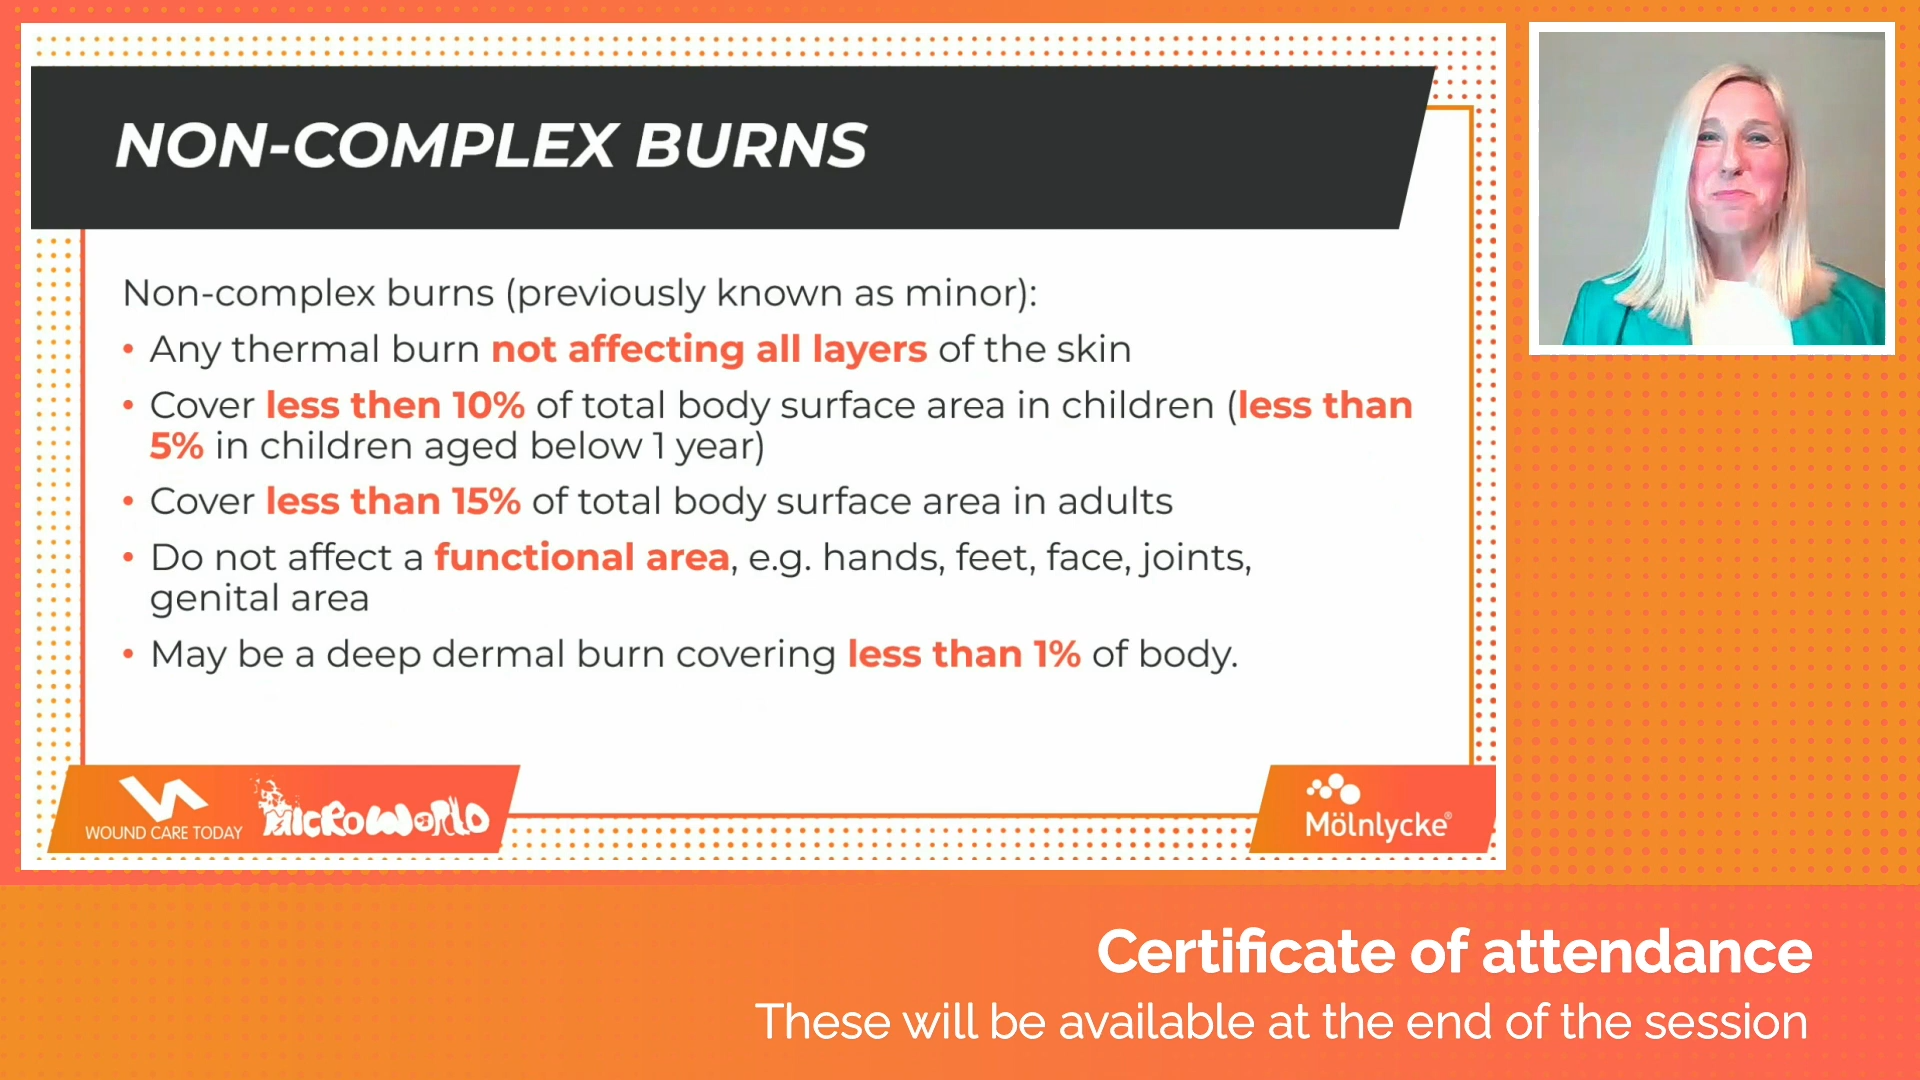 NON-COMPLEX BURNS
Non-complex burns (previously known as minor):
• Any thermal burn not affecting all layers of the skin
• Cover less then 10% of total body surface area in children (less than
5% in children aged below 1 year)
• Cover less than 15% of total body surface area in adults
• Do not affect a functional area, e.g. hands, feet, face, joints,
genital area
• May be a deep dermal burn covering less than 1% of body.
WOUND CARE TODAY
MICROWORLD
Mölnlycke®
Certificate of attendance
These will be available at the end of the session